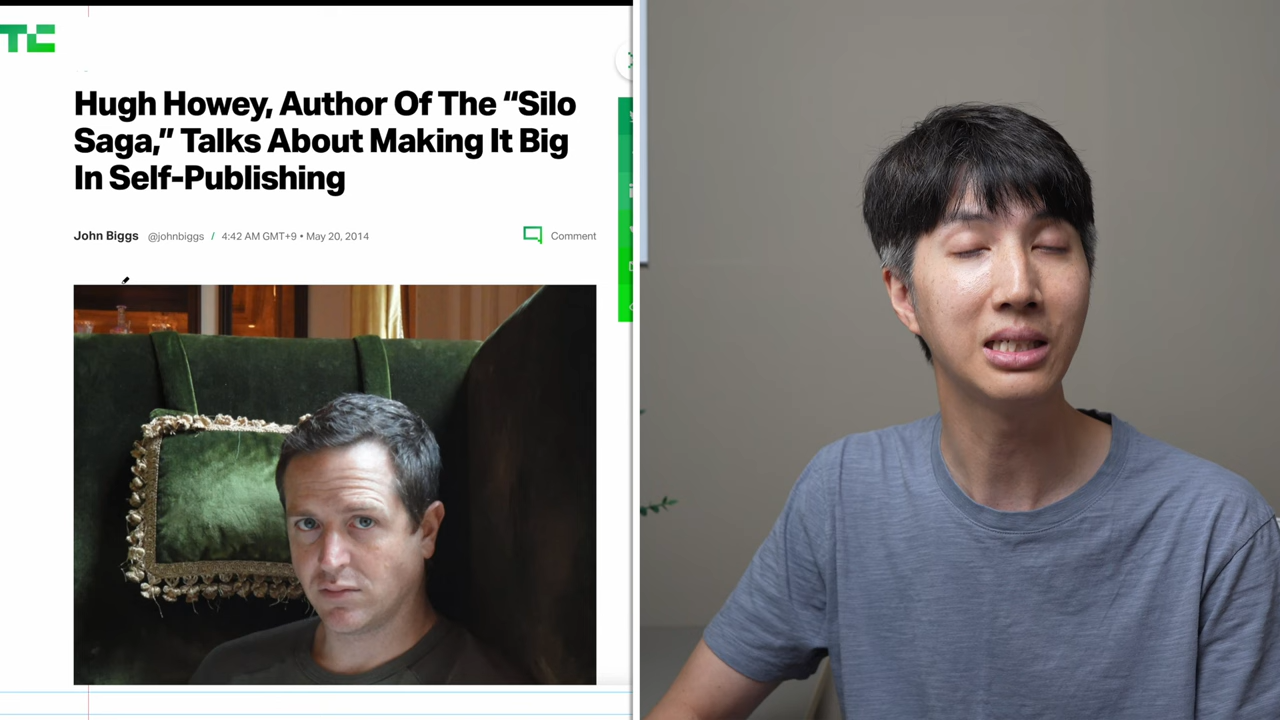 TC
Hugh Howey, Author Of The “Silo
Saga,” Talks About Making It Big
In Self-Publishing
John Biggs @johnbiggs / 4:42 AM GMT+9 • May 20, 2014
Comment